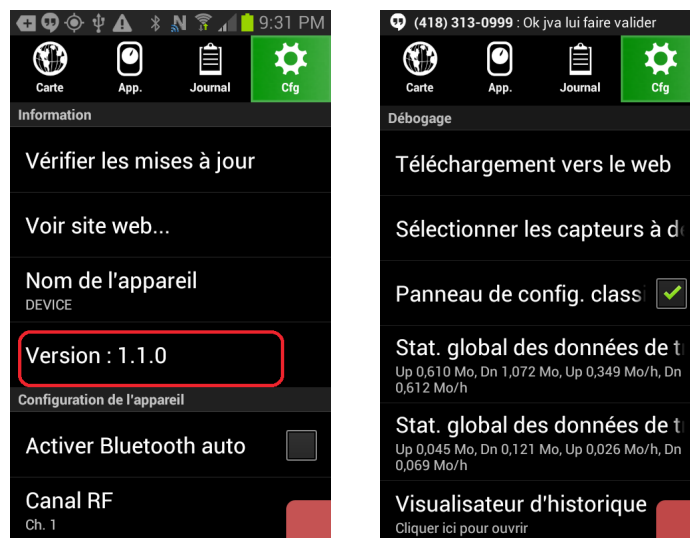 9:31 PM
Carte App. Journal Cfg
Information
Vérifier les mises à jour
Voir site web...
Nom de l'appareil
DEVICE
Version : 1.1.0
Configuration de l'appareil
Activer Bluetooth auto
Canal RF
Ch. 1
(418) 313-0999 : Ok jva lui faire valider
Carte App. Journal Cfg
Débogage
Téléchargement vers le web
Sélectionner les capteurs à d
Panneau de config. class
Stat. global des données de t
Up 0,610 Mo, Dn 1,072 Mo, Up 0,349 Mo/h, Dn
0,612 Mo/h
Stat. global des données de t
Up 0,045 Mo, Dn 0,121 Mo, Up 0,026 Mo/h, Dn
0,069 Mo/h
Visualisateur d'historique
Cliquer ici pour ouvrir